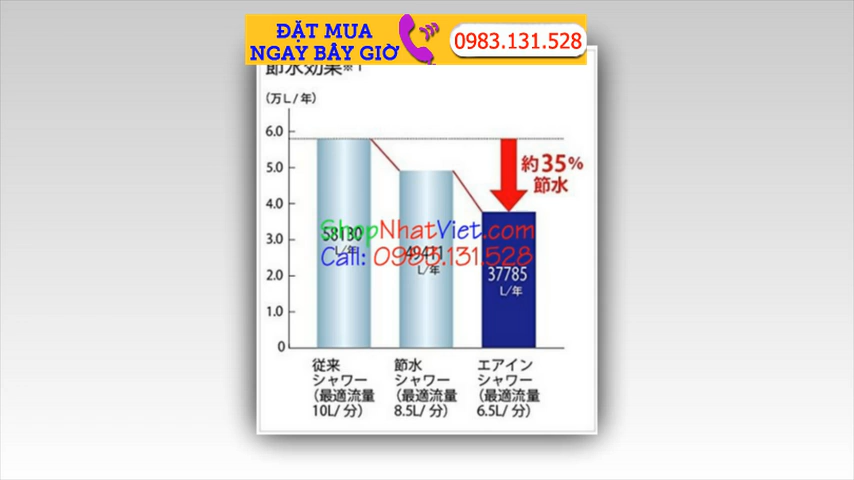 ĐẶT MUA
NGAY BÂY GIỜ
0983.131.528
節水効果※1
(万L/年)
6.0
5.0
4.0
3.0
2.0
1.0
0
約35%
節水
58130
L/年
49411
L/年
37785
L/年
ShopNhatViet.com
Call: 0983.131.528
従来
シャワー
(最適流量
10L/分)
節水
シャワー
(最適流量
8.5L/分)
エアイン
シャワー
(最適流量
6.5L/分)